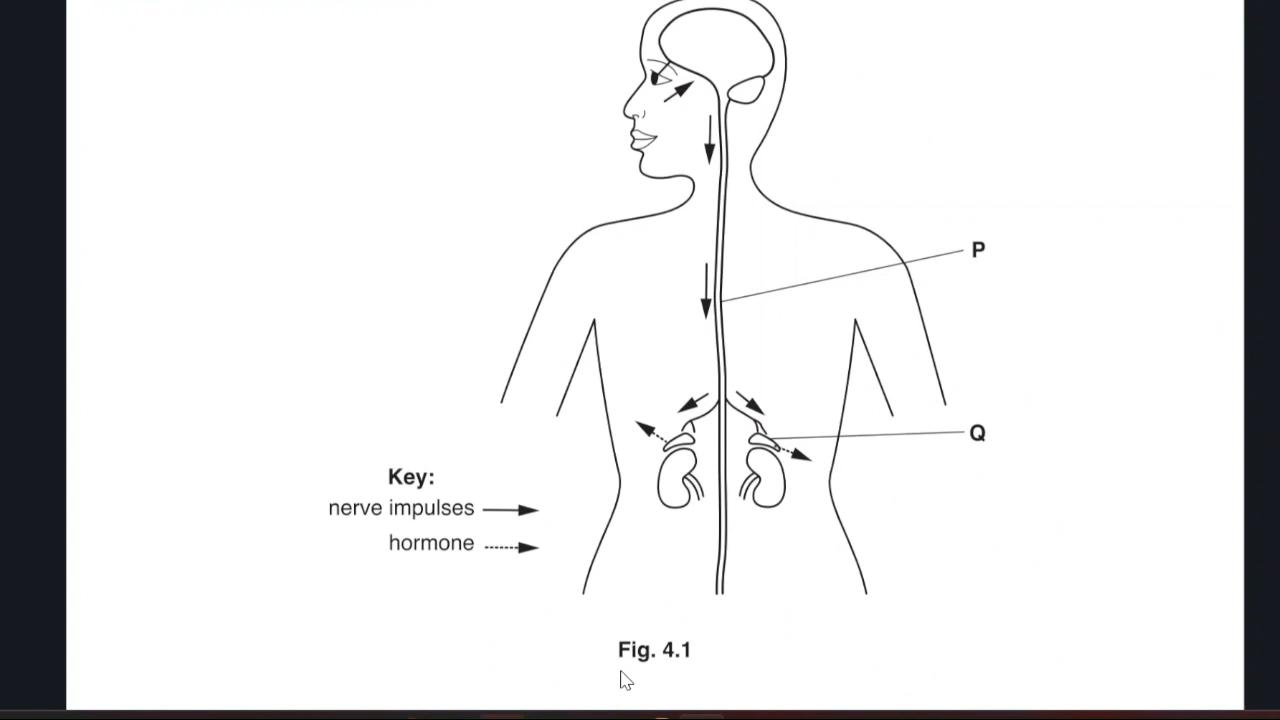 P
Q
Key:
nerve impulses
hormone
Fig. 4.1